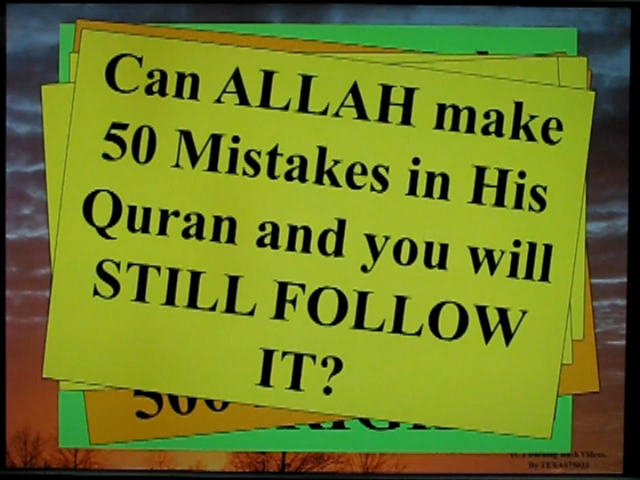 Can ALLAH make
50 Mistakes in His
Quran and you will
STILL FOLLOW
IT?